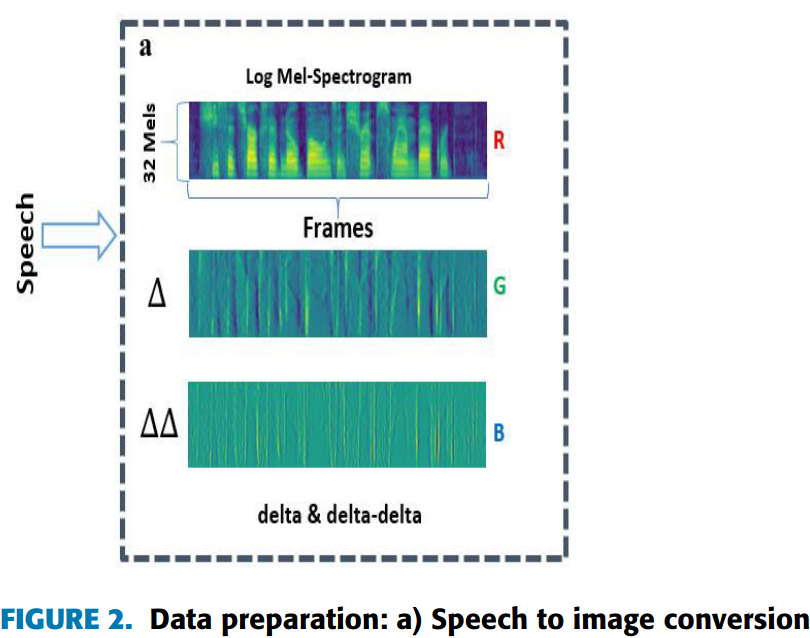 a
Log Mel-Spectrogram
32 Mels
R
Speech
Frames
Δ
G
ΔΔ
B
delta & delta-delta
FIGURE 2. Data preparation: a) Speech to image conversion